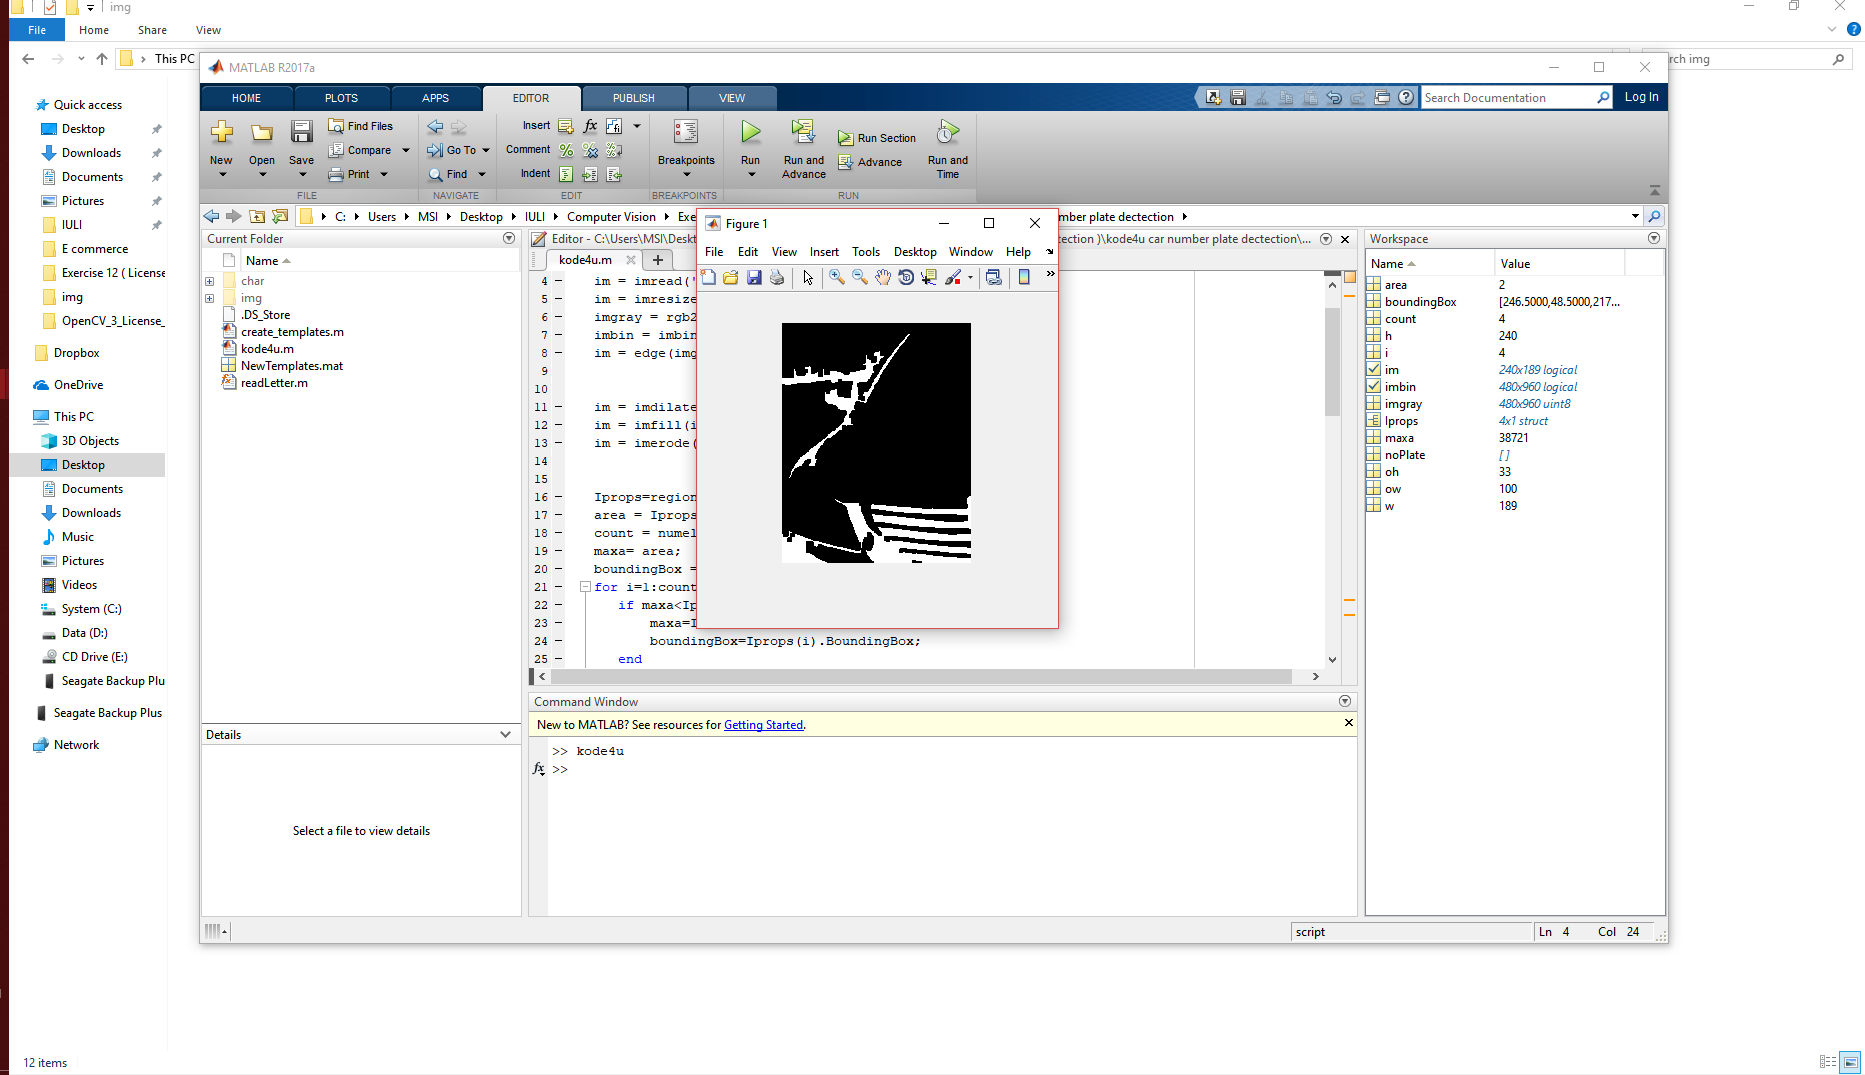 img
File Home Share View
This PC
rch img
MATLAB R2017a
HOME PLOTS APPS EDITOR PUBLISH VIEW
Search Documentation
Log In
New Open Save
Find Files
Compare
Print
Go To
Find
Insert
Comment
Indent
Breakpoints
Run
Run and Advance
Run Section
Advance
Run and Time
FILE NAVIGATE EDIT BREAKPOINTS RUN
C: Users MSI Desktop IULI Computer Vision Exe
mber plate dectection
Quick access
Desktop
Downloads
Documents
Pictures
IULI
E commerce
Exercise 12 ( License
img
OpenCV_3_License_
Dropbox
OneDrive
This PC
3D Objects
Desktop
Documents
Downloads
Music
Pictures
Videos
System (C:)
Data (D:)
CD Drive (E:)
Seagate Backup Plu
Seagate Backup Plus
Network
12 items
Current Folder
Name
char
img
.DS_Store
create_templates.m
kode4u.m
NewTemplates.mat
readLetter.m
Details
Select a file to view details
Editor - C:\Users\MSI\Deskt
ection )\kode4u car number plate dectection\...
kode4u.m
4 im = imread('
5 im = imresize
6 imgray = rgb2
7 imbin = imbin
8 im = edge(img
9
10
11 im = imdilate
12 im = imfill(i
13 im = imerode(
14
15
16 Iprops=region
17 area = Iprops
18 count = numel
19 maxa= area;
20 boundingBox =
21 for i=1:count
22 if maxa<Ip
23 maxa=I
24 boundingBox=Iprops(i).BoundingBox;
25 end
Figure 1
File Edit View Insert Tools Desktop Window Help
Command Window
New to MATLAB? See resources for Getting Started.
>> kode4u
fx >>
Workspace
Name Value
area 2
boundingBox [246.5000,48.5000,217...
count 4
h 240
i 4
im 240x189 logical
imbin 480x960 logical
imgray 480x960 uint8
Iprops 4x1 struct
maxa 38721
noPlate []
oh 33
ow 100
w 189
script
Ln 4 Col 24